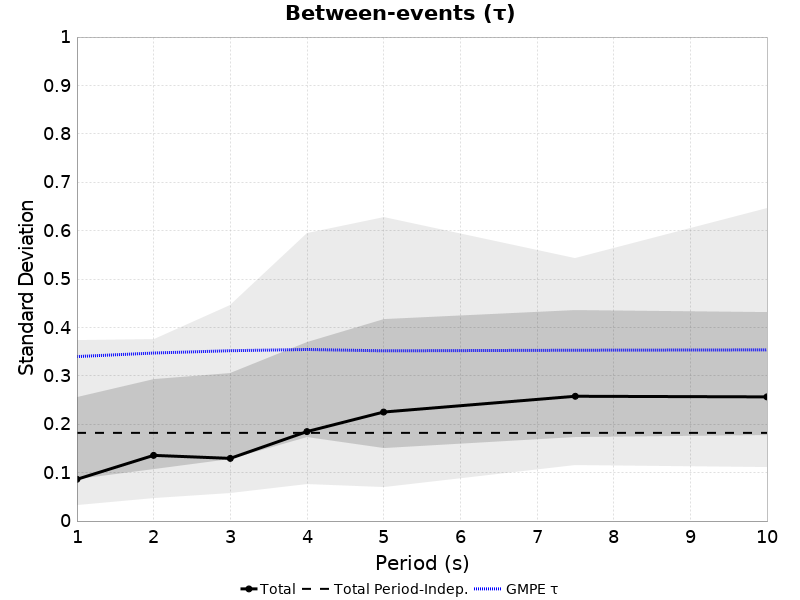 Between-events (τ)
Standard Deviation
1
0.9
0.8
0.7
0.6
0.5
0.4
0.3
0.2
0.1
0
1 2 3 4 5 6 7 8 9 10
Period (s)
Total Total Period-Indep. GMPE τ